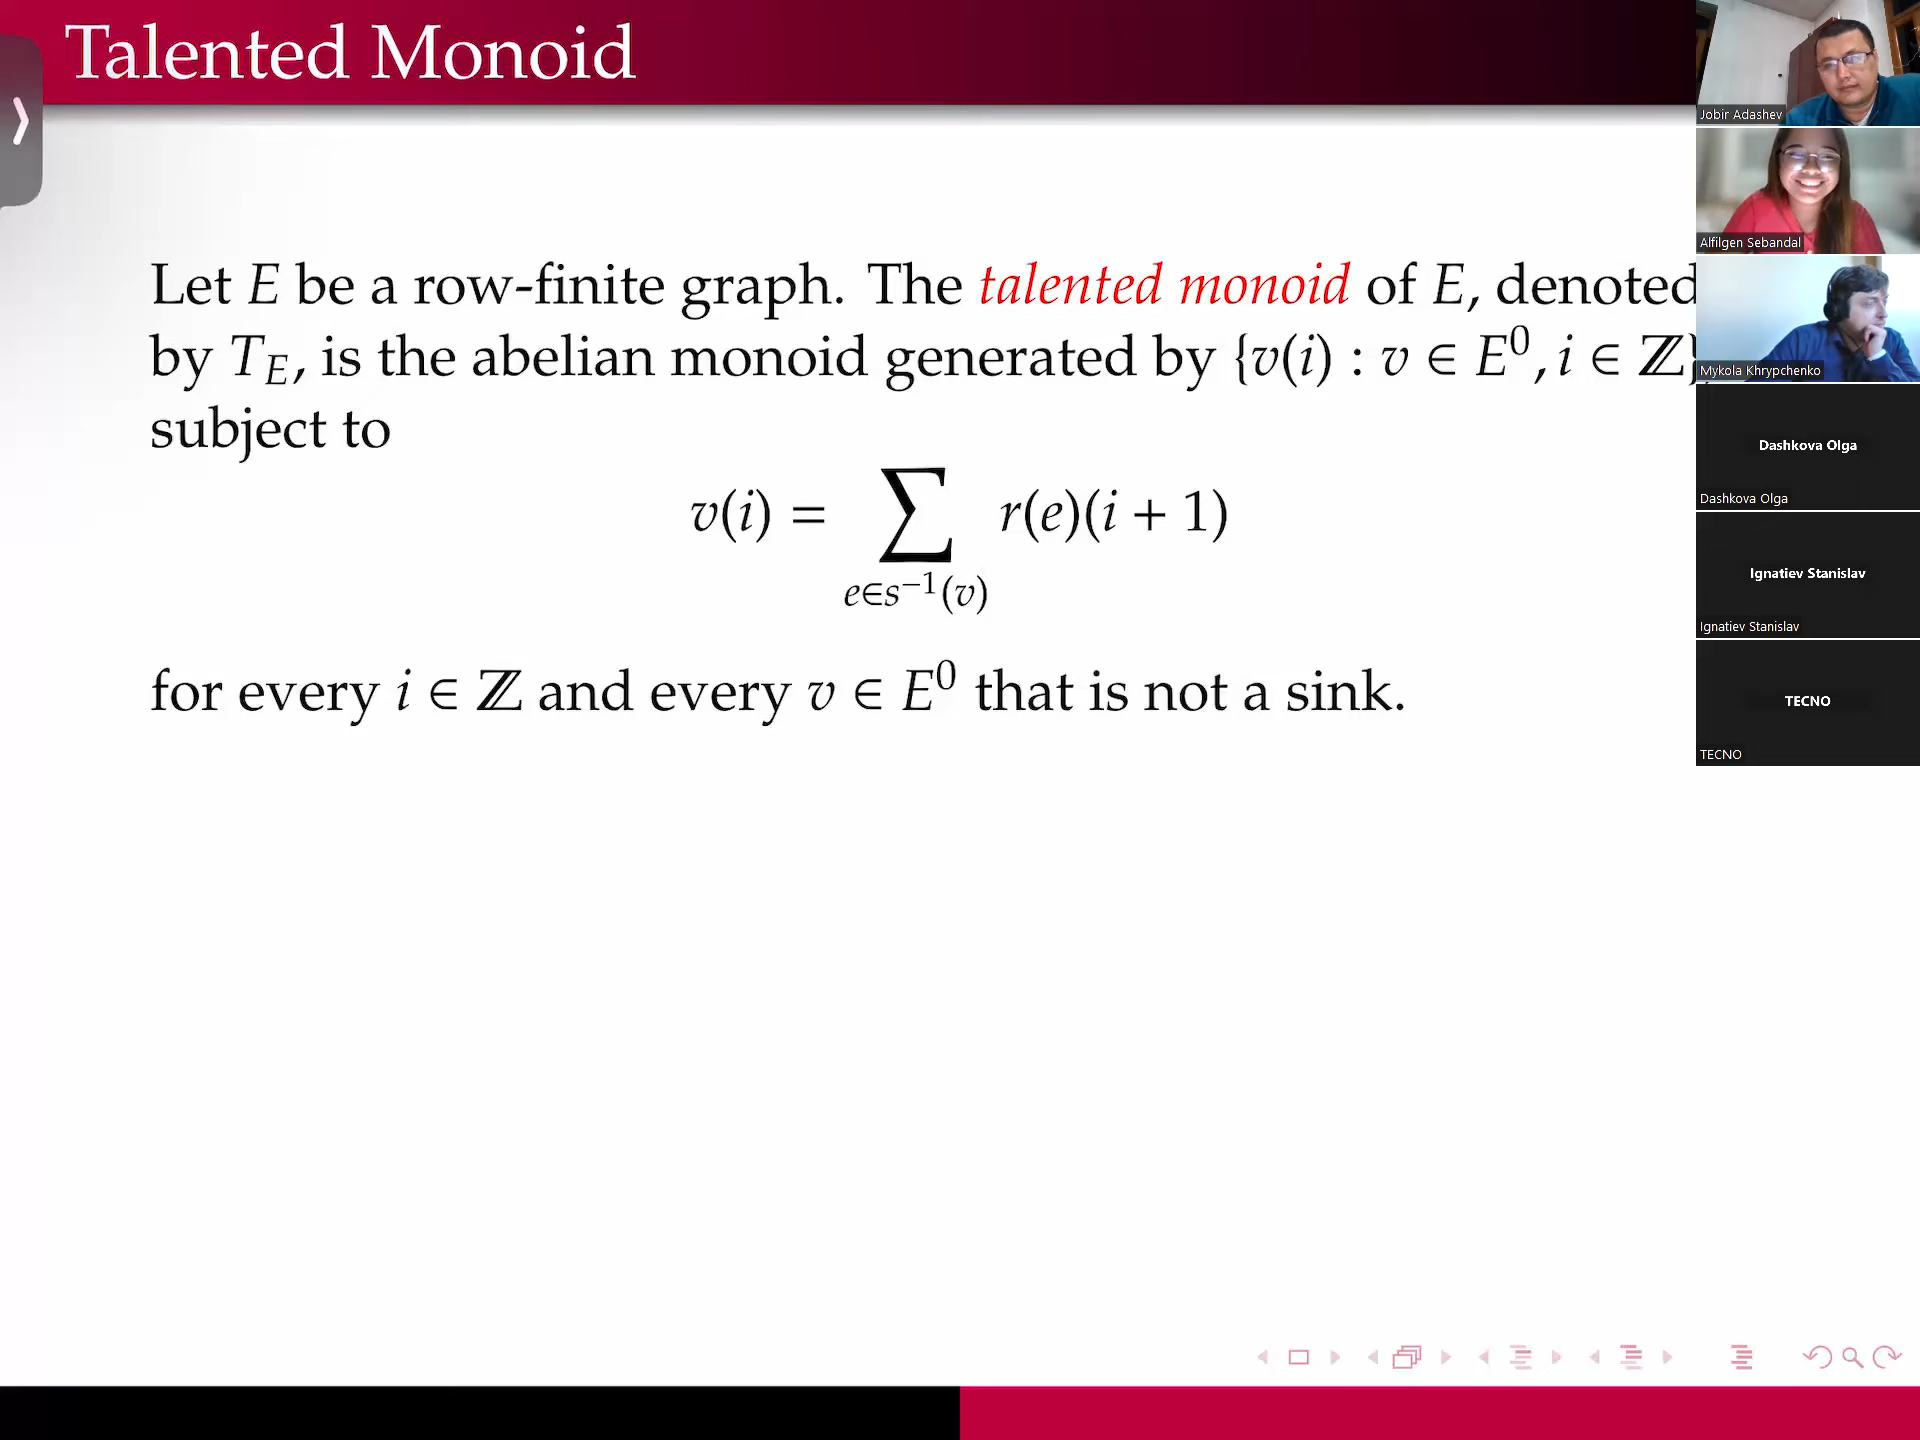 Talented Monoid
Let E be a row-finite graph. The talented monoid of E, denoted
by T_E, is the abelian monoid generated by {v(i) : v ∈ E⁰, i ∈ ℤ}
subject to
v(i) = ∑_{e∈s⁻¹(v)} r(e)(i + 1)
for every i ∈ ℤ and every v ∈ E⁰ that is not a sink.
Jobir Adashev
Alfilgen Sebandal
Mykola Khrypchenko
Dashkova Olga
Dashkova Olga
Ignatiev Stanislav
Ignatiev Stanislav
TECNO
TECNO